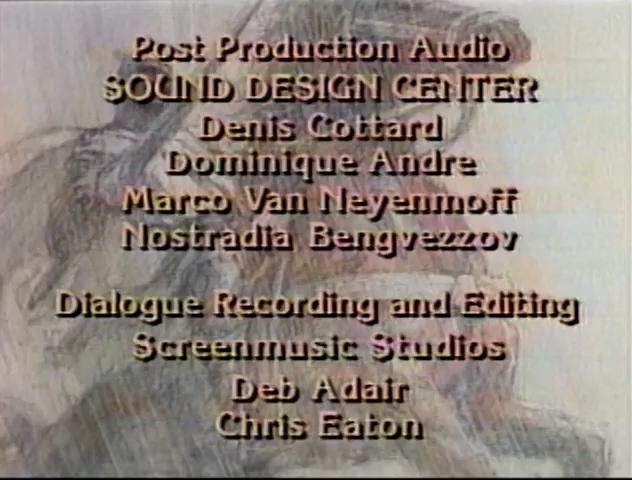 Post Production Audio
SOUND DESIGN CENTER
Denis Cottard
Dominique Andre
Marco Van Neyenmoff
Nostradia Bengvezzov
Dialogue Recording and Editing
Screenmusic Studios
Deb Adair
Chris Eaton